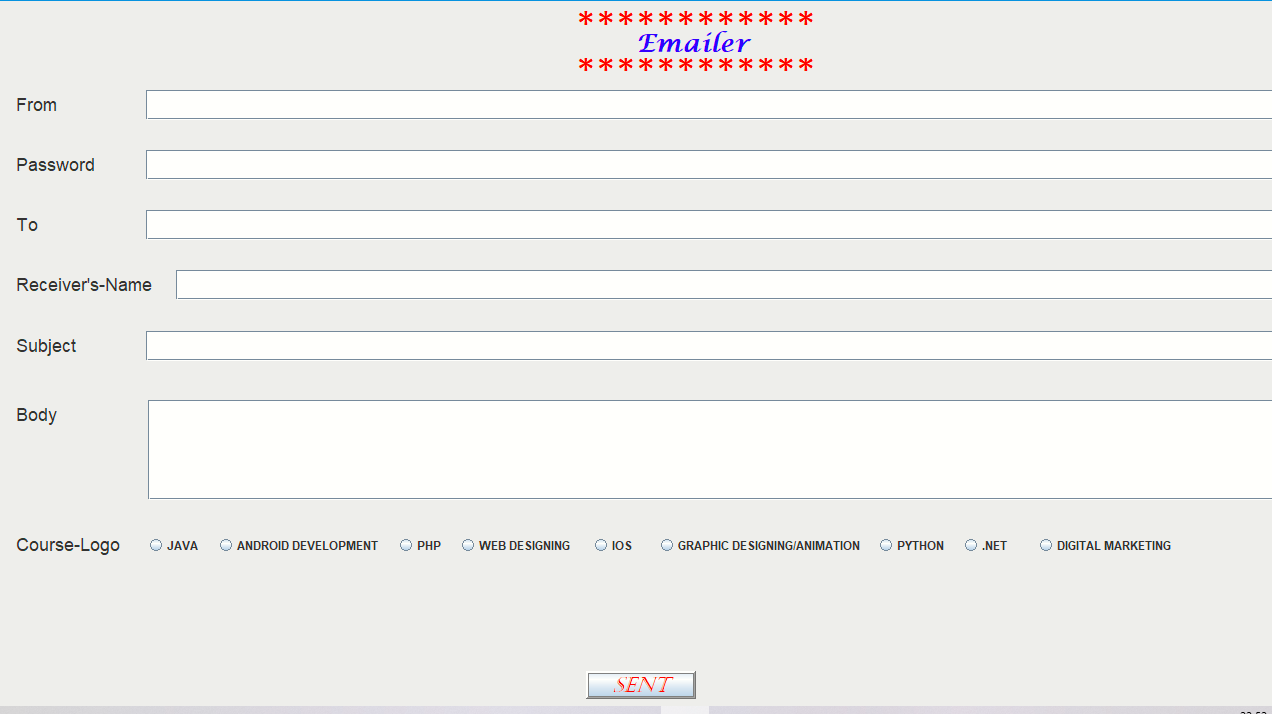 ************
Emailer
************
From
Password
To
Receiver's-Name
Subject
Body
Course-Logo JAVA ANDROID DEVELOPMENT PHP WEB DESIGNING IOS GRAPHIC DESIGNING/ANIMATION PYTHON .NET DIGITAL MARKETING
SENT